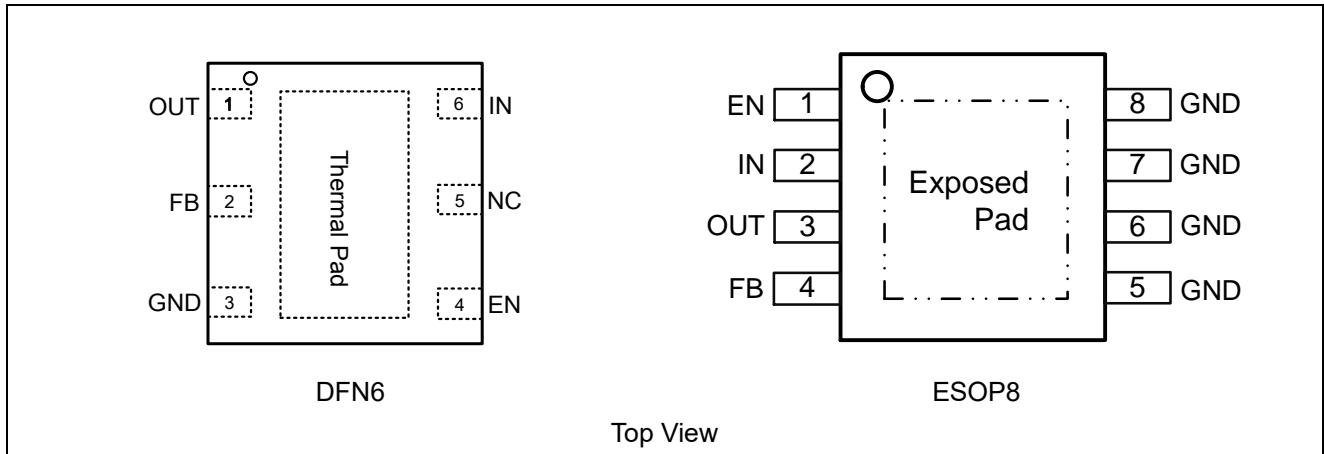 OUT 1
6 IN
FB 2
5 NC
GND 3
4 EN
Thermal Pad
DFN6
EN 1
8 GND
IN 2
7 GND
OUT 3
6 GND
FB 4
5 GND
Exposed
Pad
ESOP8
Top View